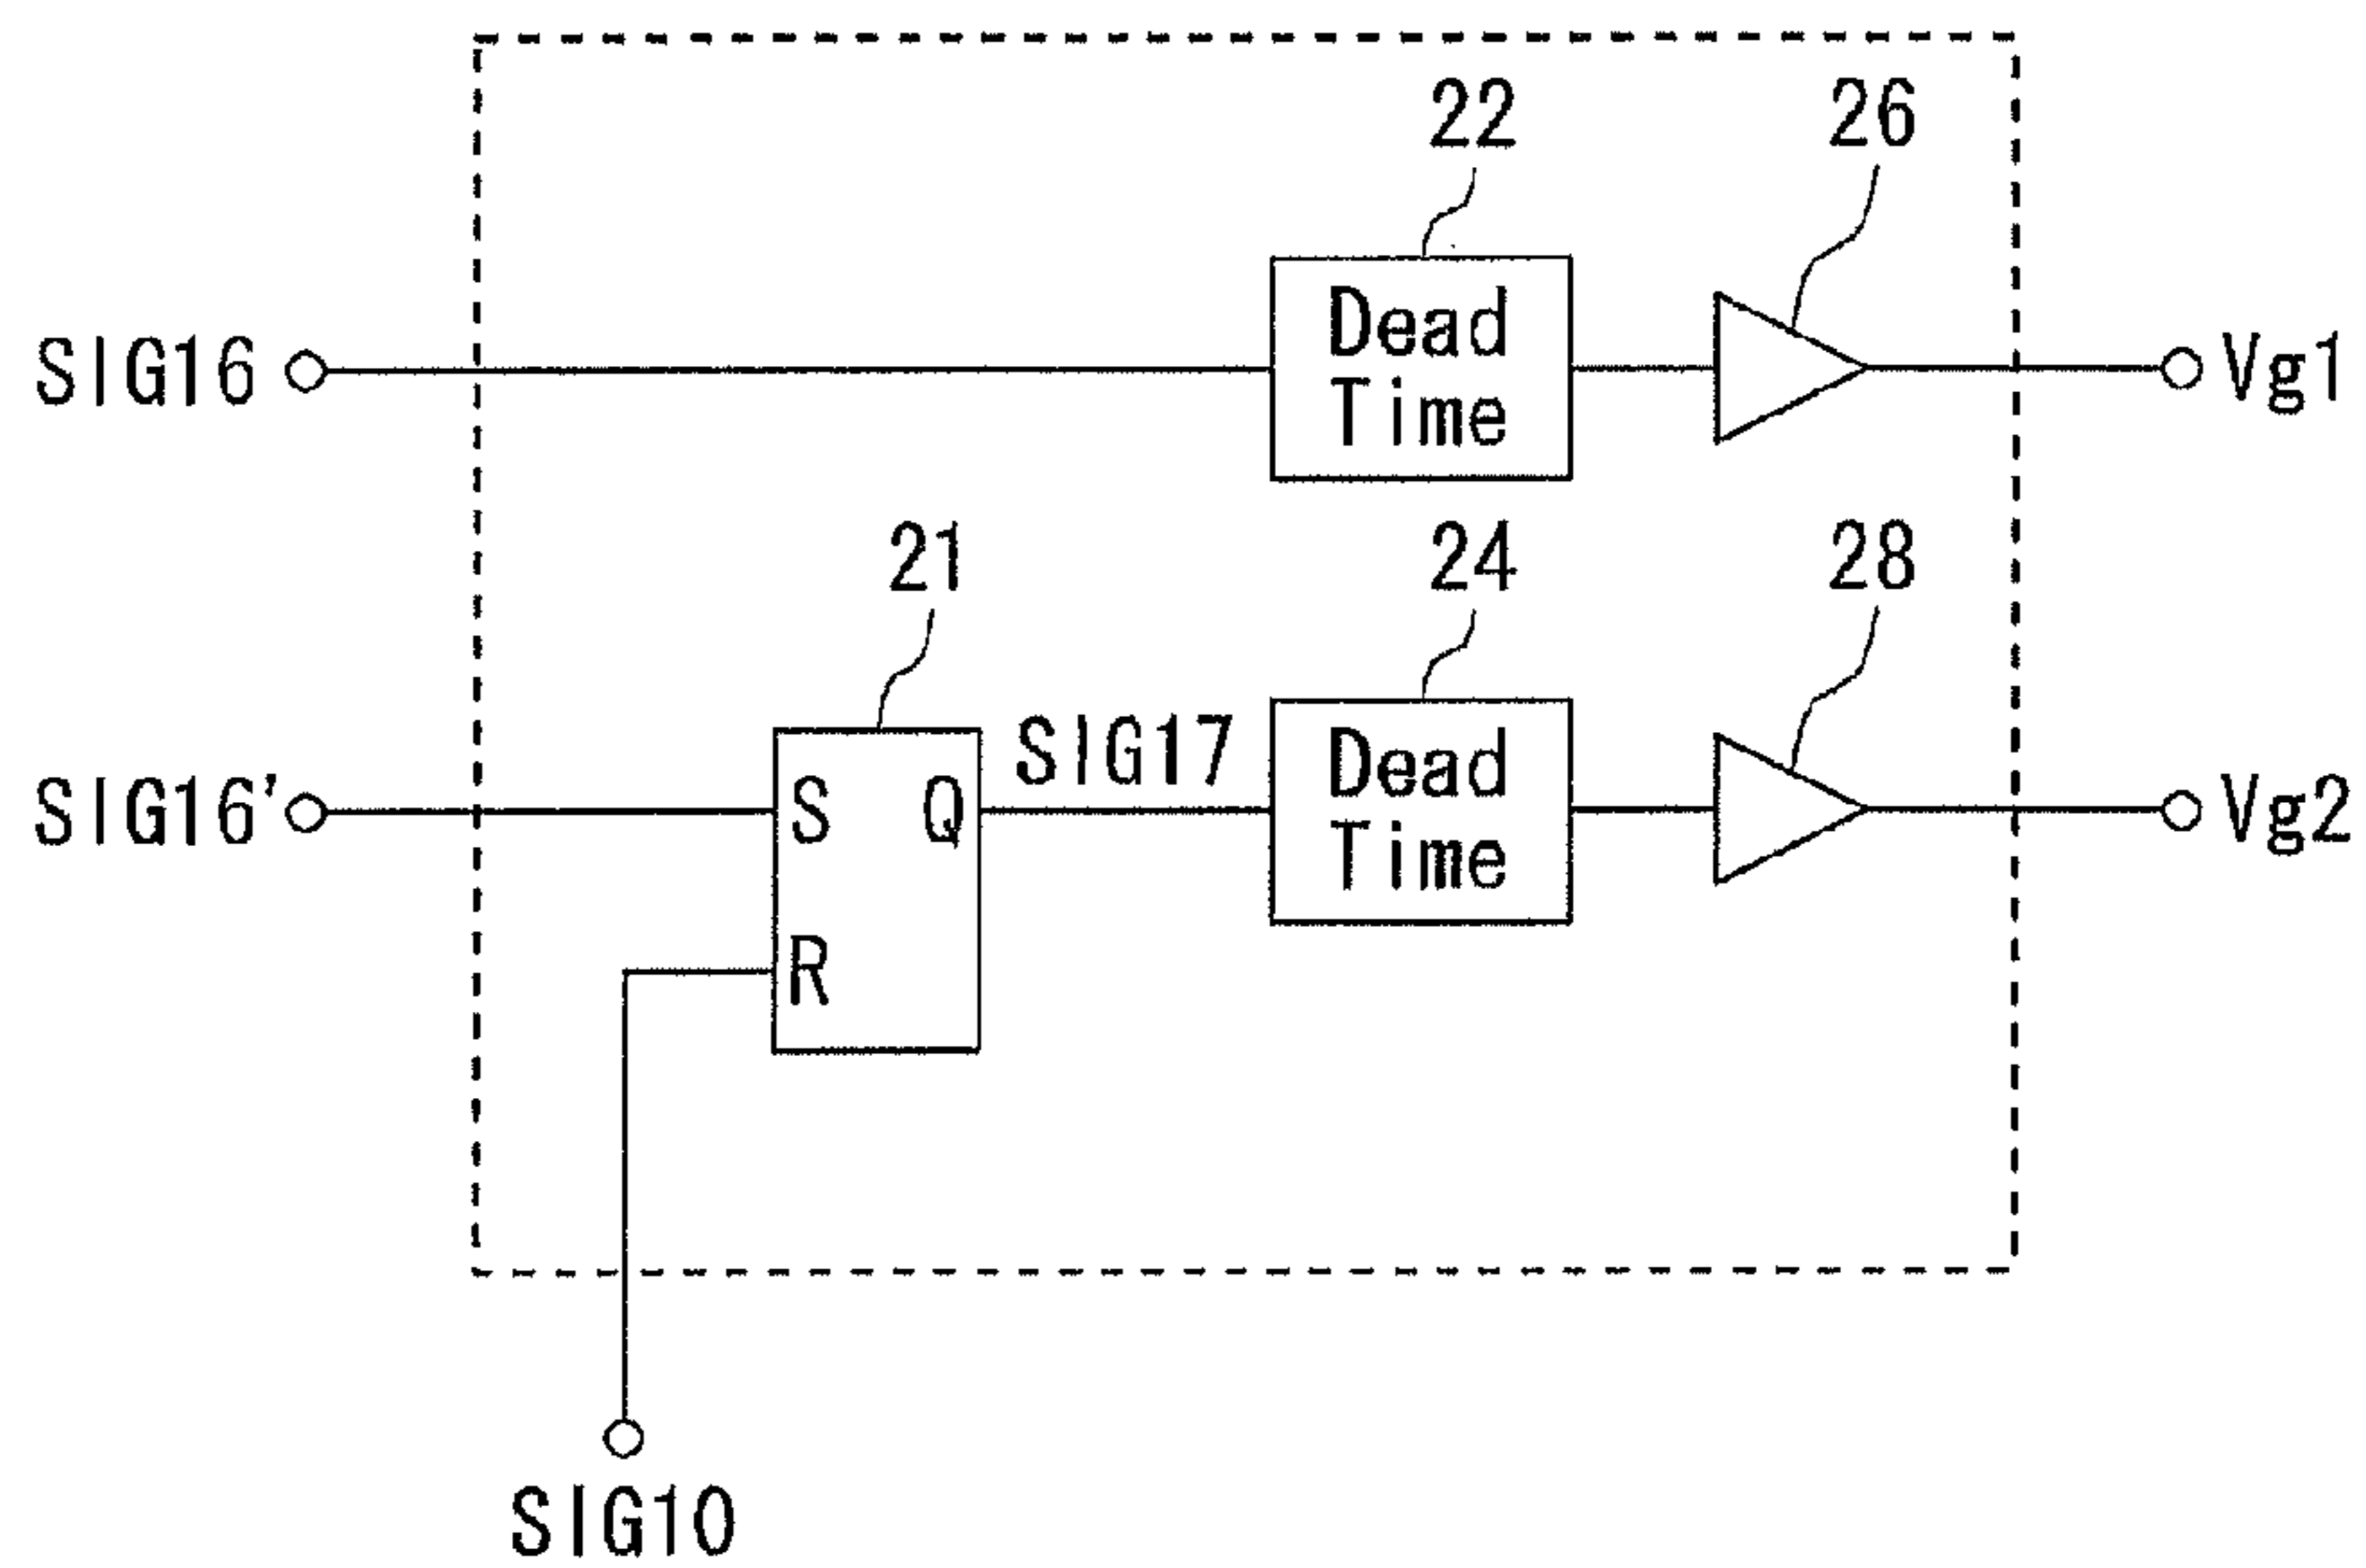 22
26
Dead
Time
SIG16
Vg1
21
24
28
SIG17
Dead
Time
SIG16'
S
Q
Vg2
R
SIG10